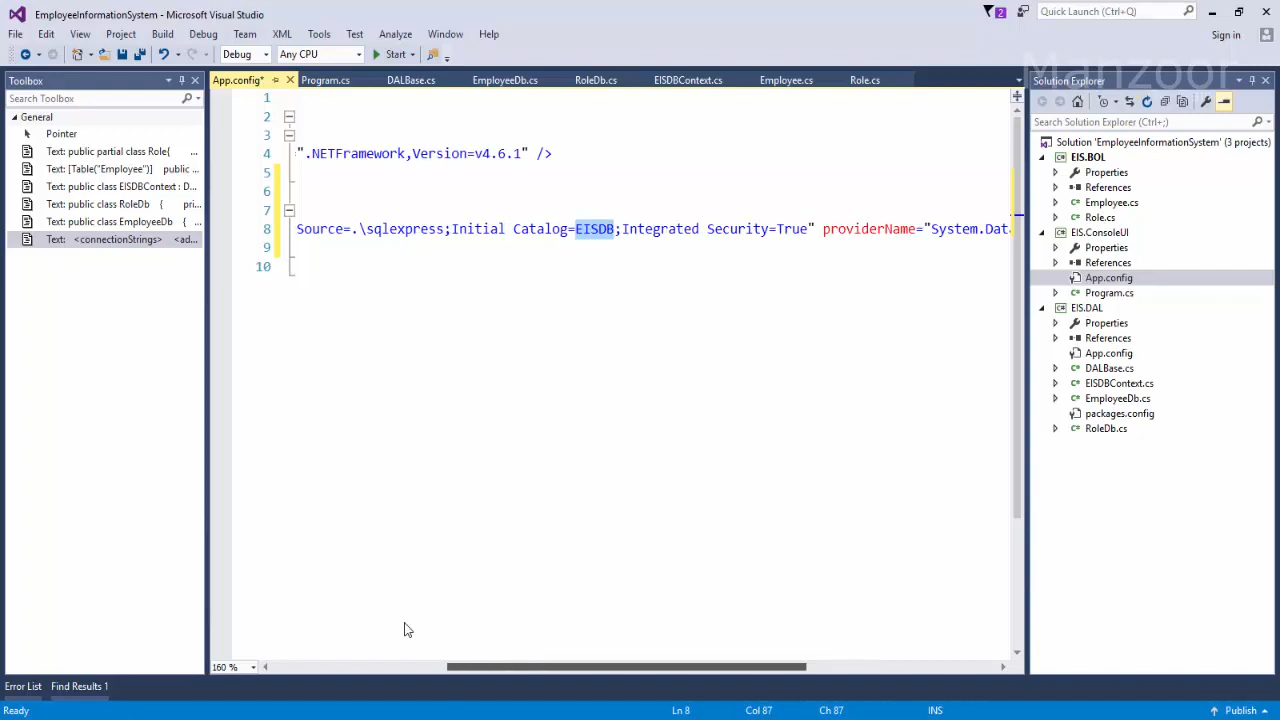 EmployeeInformationSystem - Microsoft Visual Studio
2
Quick Launch (Ctrl+Q)
File Edit View Project Build Debug Team XML Tools Test Analyze Window Help
Sign in
Debug Any CPU Start
Manzoor
Toolbox
Search Toolbox
General
Pointer
Text: public partial class Role{ ...
Text: [Table("Employee")] public ...
Text: public class EISDBContext : D...
Text: public class RoleDb { pri...
Text: public class EmployeeDb {...
Text: <connectionStrings> <ad...
App.config* Program.cs DALBase.cs EmployeeDb.cs RoleDb.cs EISDBContext.cs Employee.cs Role.cs
1
2
3
4 ".NETFramework,Version=v4.6.1" />
5
6
7
8 Source=.\sqlexpress;Initial Catalog=EISDB;Integrated Security=True" providerName="System.Dat
9
10
160 %
Solution Explorer
Search Solution Explorer (Ctrl+;)
Solution 'EmployeeInformationSystem' (3 projects)
EIS.BOL
Properties
References
Employee.cs
Role.cs
EIS.ConsoleUI
Properties
References
App.config
Program.cs
EIS.DAL
Properties
References
App.config
DALBase.cs
EISDBContext.cs
EmployeeDb.cs
packages.config
RoleDb.cs
Error List Find Results 1
Ready Ln 8 Col 87 Ch 87 INS Publish